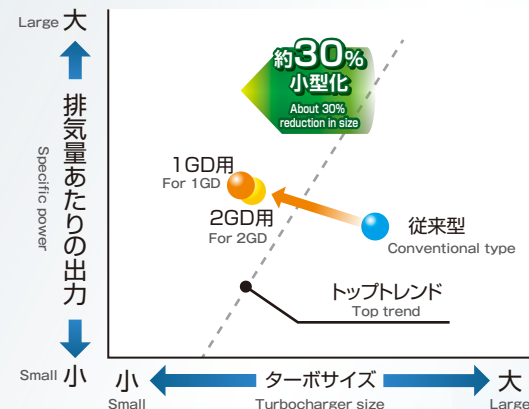 Large 大
排気量あたりの出力
Specific power
Small 小
約30%
小型化
About 30%
reduction in size
1GD用
For 1GD
2GD用
For 2GD
従来型
Conventional type
トップトレンド
Top trend
小
Small
ターボサイズ
Turbocharger size
大
Large